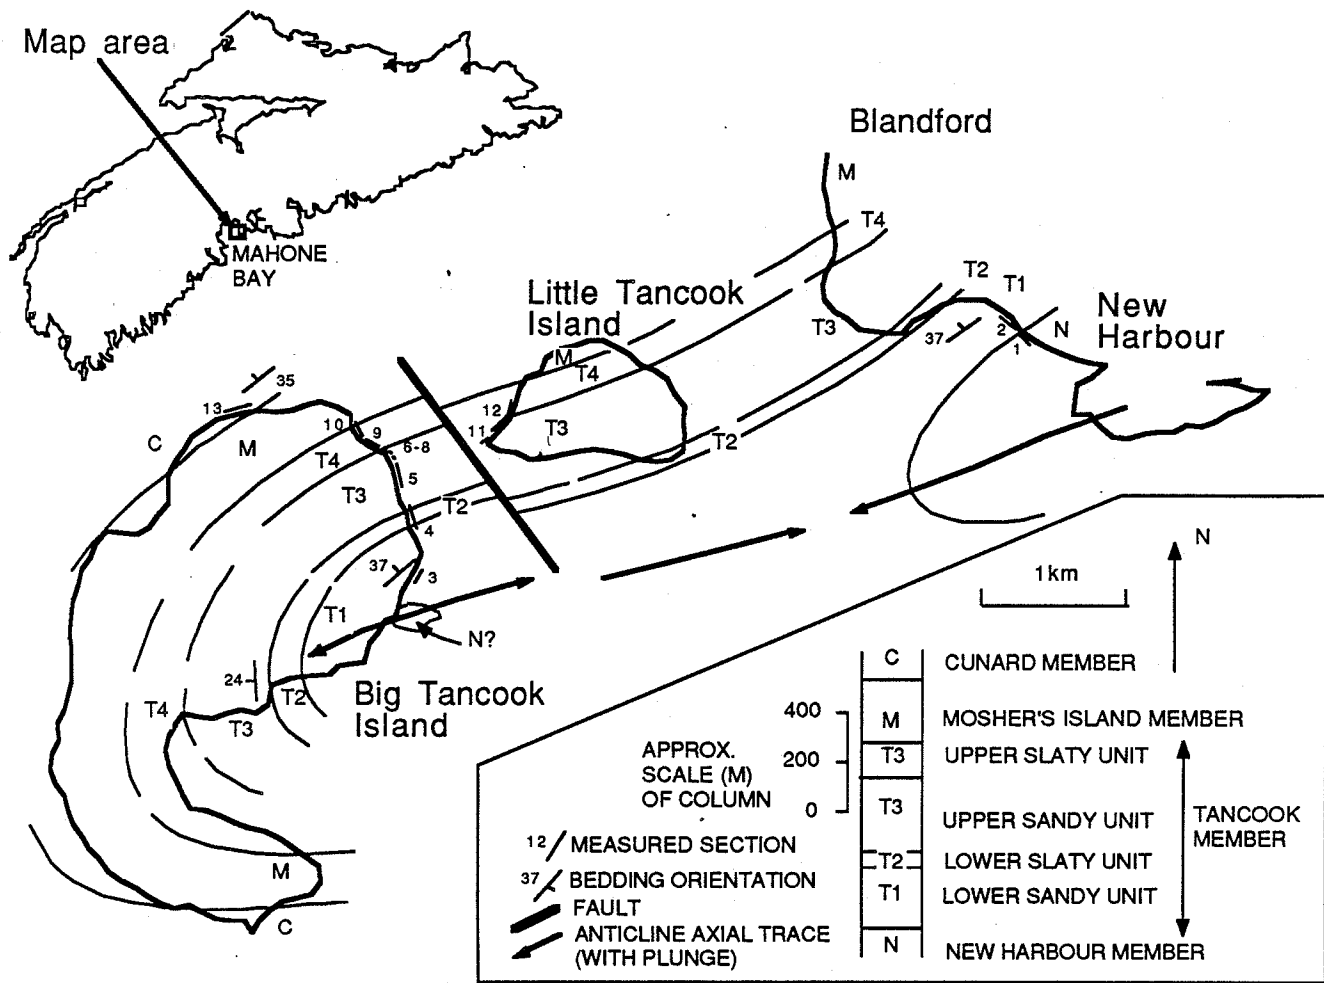 Map area
MAHONE
BAY
Blandford
M
T4
T2
T1
New
Harbour
N
2
1
37
T3
Little Tancook
Island
M
T4
12
11
T3
T2
35
13
C
M
10
9
6-8
T4
5
T3
T2
4
37
3
T1
N?
24
T2
Big Tancook
Island
T4
T3
M
C
N
1km
C
CUNARD MEMBER
400
M
MOSHER'S ISLAND MEMBER
APPROX.
SCALE (M)
OF COLUMN
200
T3
UPPER SLATY UNIT
0
T3
UPPER SANDY UNIT
TANCOOK
MEMBER
T2
LOWER SLATY UNIT
T1
LOWER SANDY UNIT
N
NEW HARBOUR MEMBER
12
MEASURED SECTION
37
BEDDING ORIENTATION
FAULT
ANTICLINE AXIAL TRACE
(WITH PLUNGE)